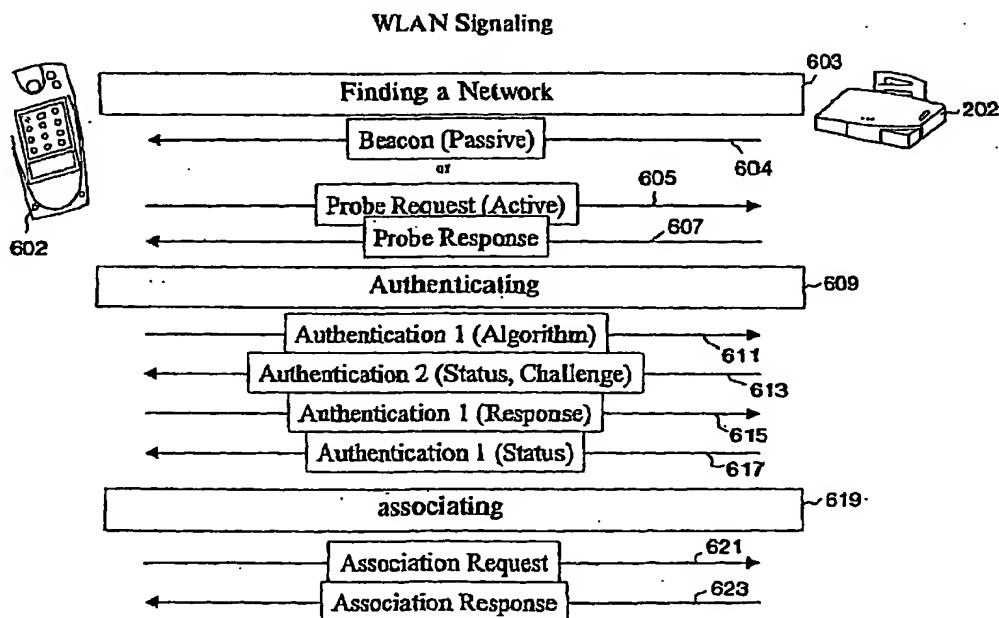 WLAN Signaling
603
Finding a Network
202
Beacon (Passive)
604
or
605
Probe Request (Active)
602
607
Probe Response
Authenticating
609
Authentication 1 (Algorithm)
611
Authentication 2 (Status, Challenge)
613
Authentication 1 (Response)
615
Authentication 1 (Status)
617
associating
619
621
Association Request
623
Association Response